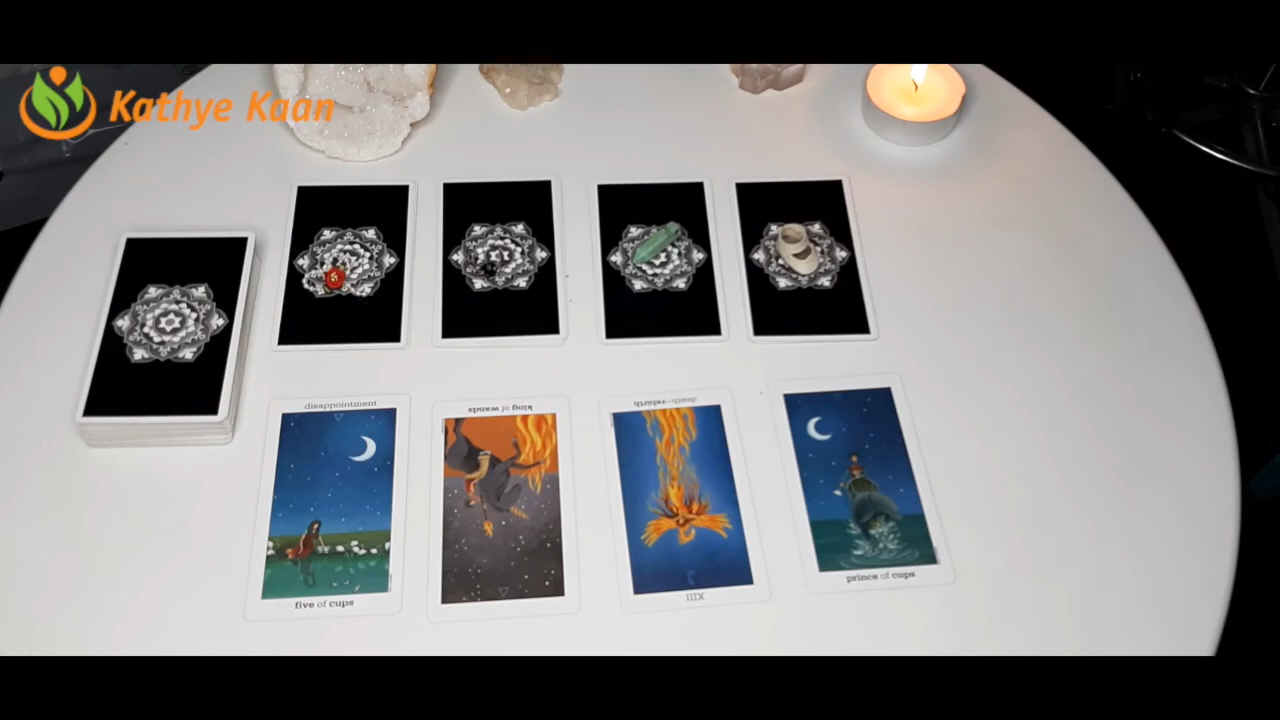 Kathye Kaan
disappointment
five of cups
king of wands
death-rebirth
XIII
prince of cups